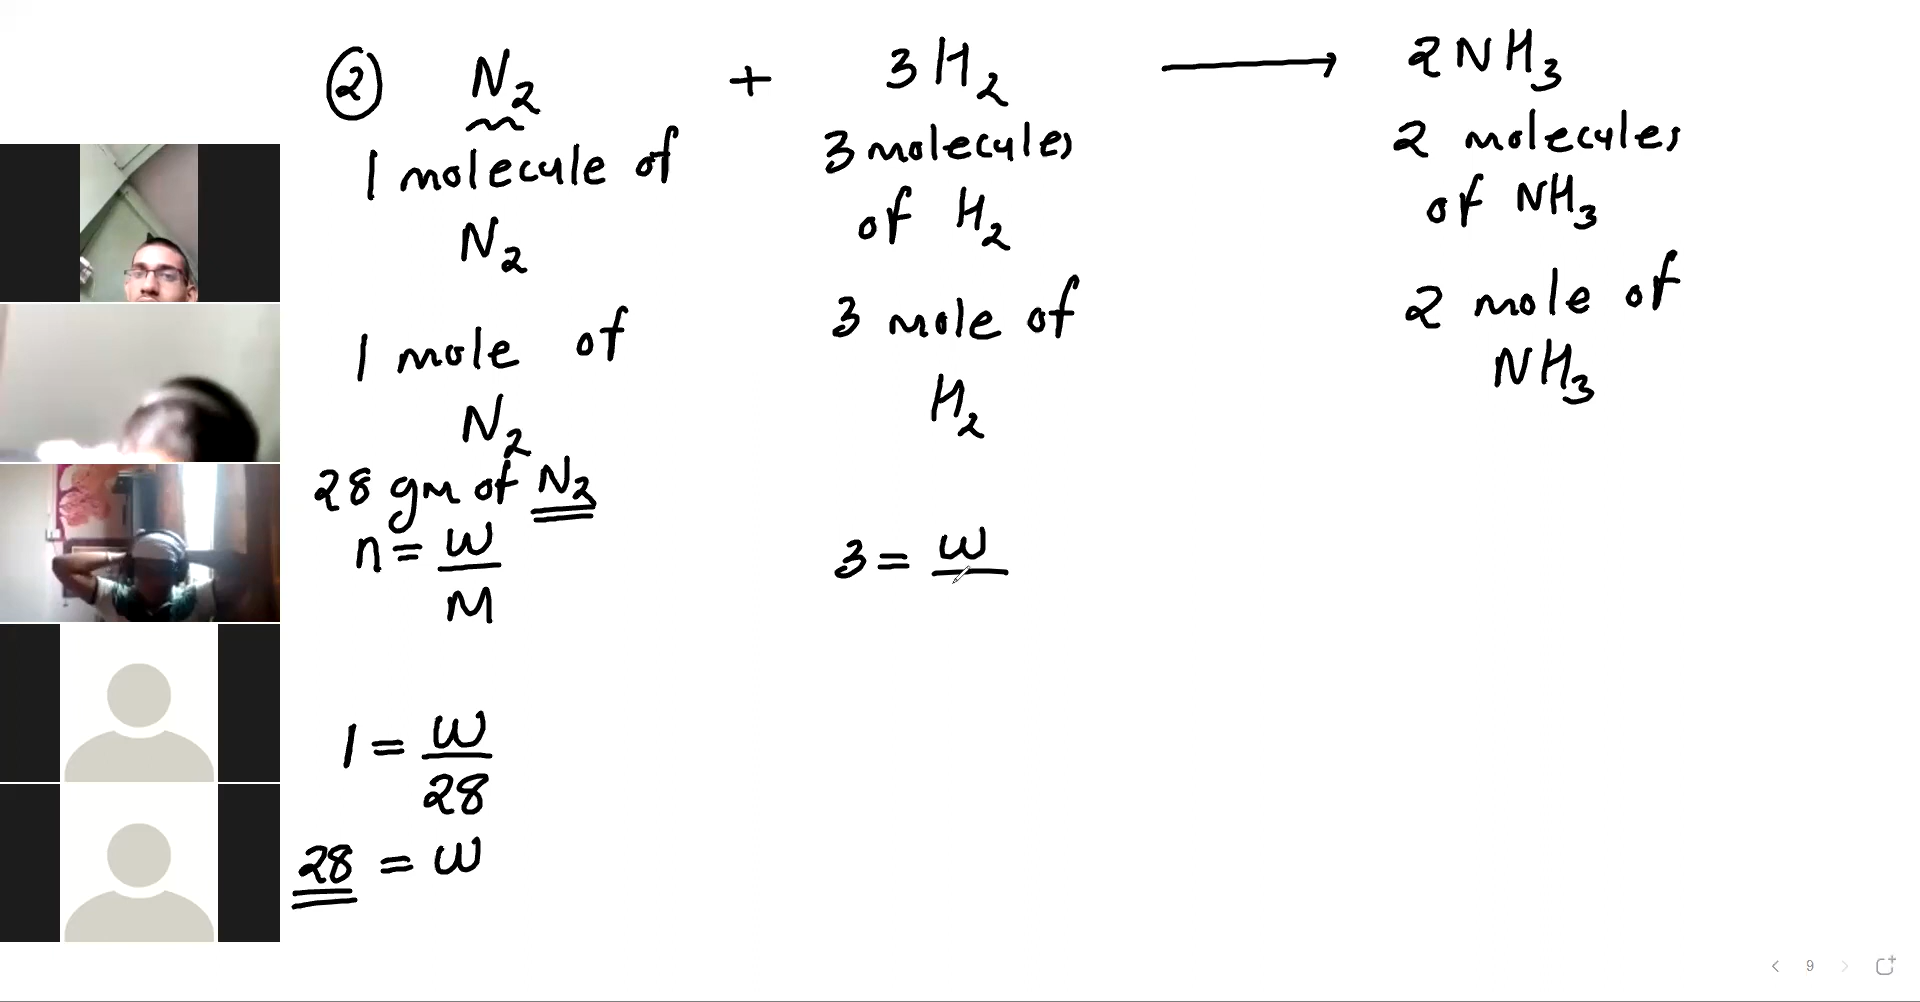 ② N₂ + 3H₂ ⟶ 2NH₃
1 molecule of
N₂
3 molecules
of H₂
2 molecules
of NH₃
1 mole of
N₂
3 mole of
H₂
2 mole of
NH₃
28 gm of N₂
n = w/M
3 = w/
1 = w/28
28 = w
9